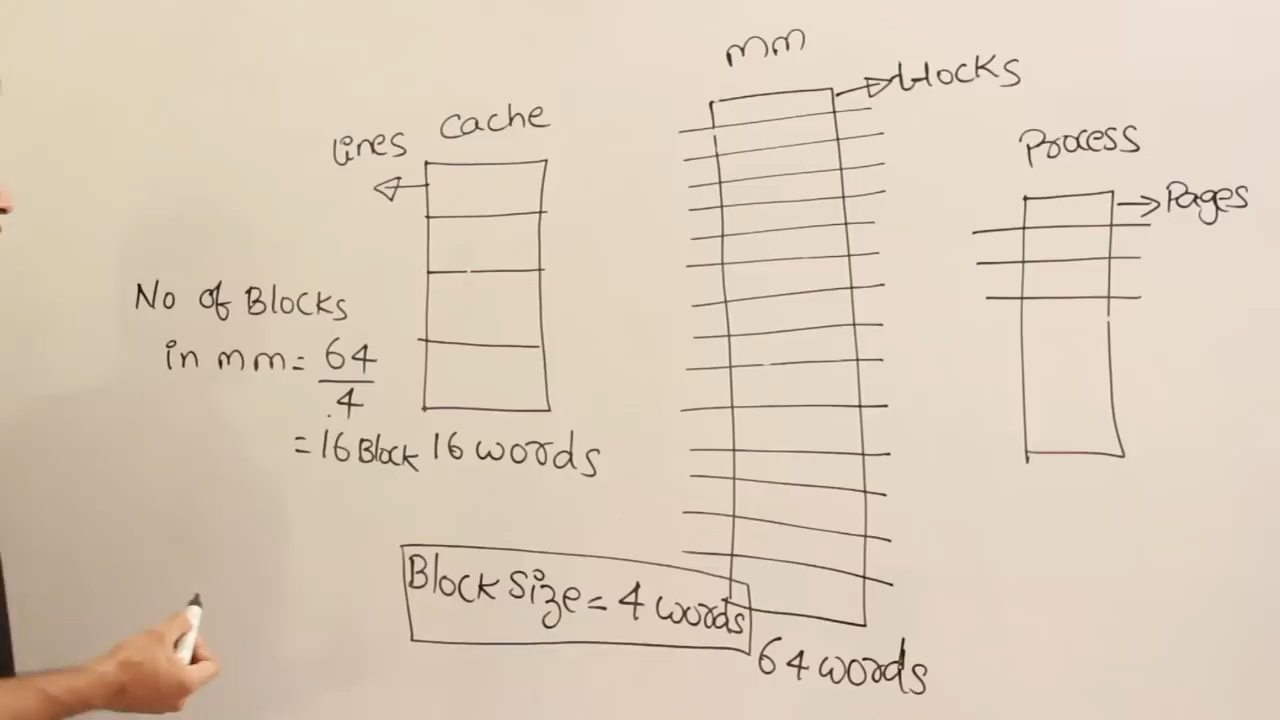 mm
blocks
lines
Cache
Process
Pages
No of Blocks
in mm = 64
4
= 16 Block
16 words
Block Size = 4 words
64 words